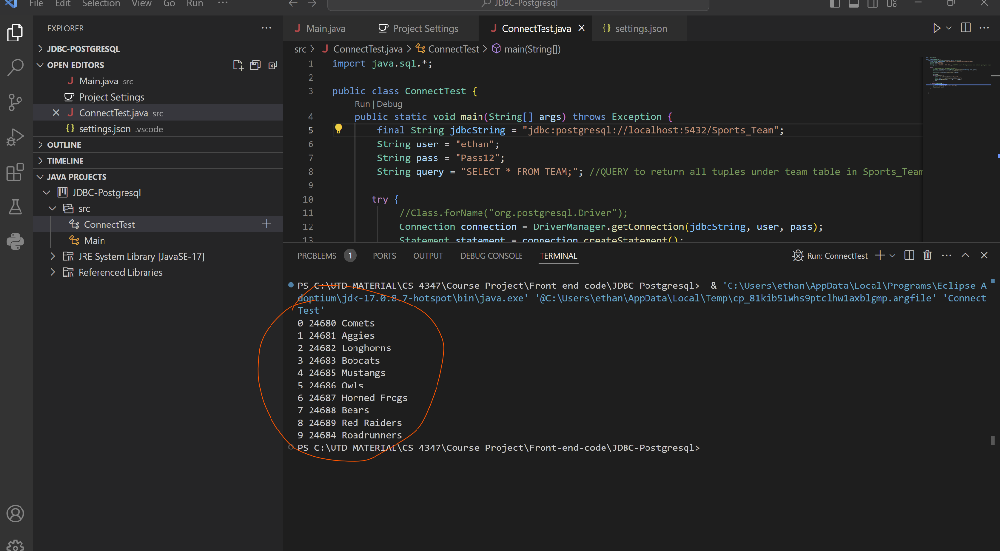 File Edit Selection View Go Run ···
JDBC-Postgresql
EXPLORER
JDBC-POSTGRESQL
OPEN EDITORS
Main.java src
Project Settings
ConnectTest.java src
{} settings.json .vscode
OUTLINE
TIMELINE
JAVA PROJECTS
JDBC-Postgresql
src
ConnectTest
Main
JRE System Library [JavaSE-17]
Referenced Libraries
J Main.java Project Settings J ConnectTest.java {} settings.json
src > J ConnectTest.java > ConnectTest > main(String[])
1 import java.sql.*;
2
3 public class ConnectTest {
Run | Debug
4 public static void main(String[] args) throws Exception {
5 final String jdbcString = "jdbc:postgresql://localhost:5432/Sports_Team";
6 String user = "ethan";
7 String pass = "Pass12";
8 String query = "SELECT * FROM TEAM;"; //QUERY to return all tuples under team table in Sports_Team
9
10 try {
11 //Class.forName("org.postgresql.Driver");
12 Connection connection = DriverManager.getConnection(jdbcString, user, pass);
13 Statement statement = connection.createStatement();
PROBLEMS 1 PORTS OUTPUT DEBUG CONSOLE TERMINAL
Run: ConnectTest
PS C:\UTD MATERIAL\CS 4347\Course Project\Front-end-code\JDBC-Postgresql> & 'C:\Users\ethan\AppData\Local\Programs\Eclipse A
doptium\jdk-17.0.8.7-hotspot\bin\java.exe' '@C:\Users\ethan\AppData\Local\Temp\cp_81kib51whs9ptclhw1axblgmp.argfile' 'Connect
Test'
0 24680 Comets
1 24681 Aggies
2 24682 Longhorns
3 24683 Bobcats
4 24685 Mustangs
5 24686 Owls
6 24687 Horned Frogs
7 24688 Bears
8 24689 Red Raiders
9 24684 Roadrunners
PS C:\UTD MATERIAL\CS 4347\Course Project\Front-end-code\JDBC-Postgresql>